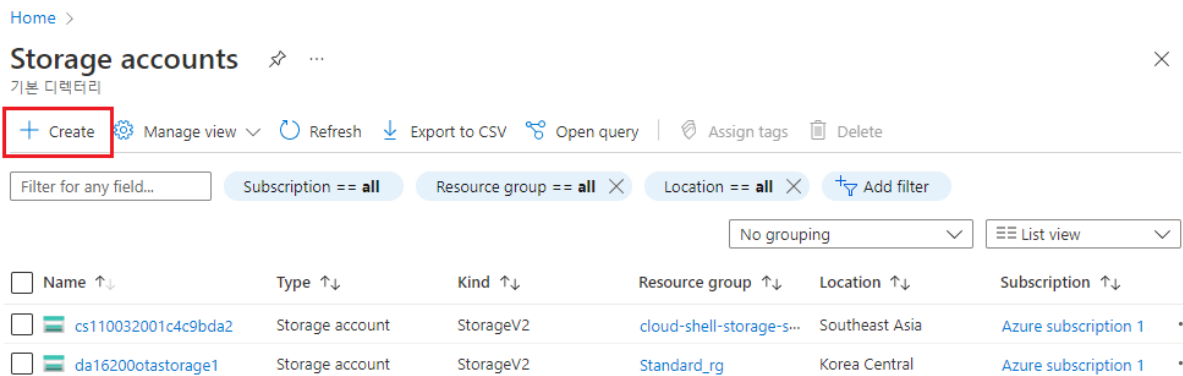 Home >
Storage accounts ...
기본 디렉터리
+ Create Manage view Refresh Export to CSV Open query Assign tags Delete
Filter for any field... Subscription == all Resource group == all Location == all Add filter
No grouping List view
Name Type Kind Resource group Location Subscription
cs110032001c4c9bda2 Storage account StorageV2 cloud-shell-storage-s... Southeast Asia Azure subscription 1
da16200otastorage1 Storage account StorageV2 Standard_rg Korea Central Azure subscription 1